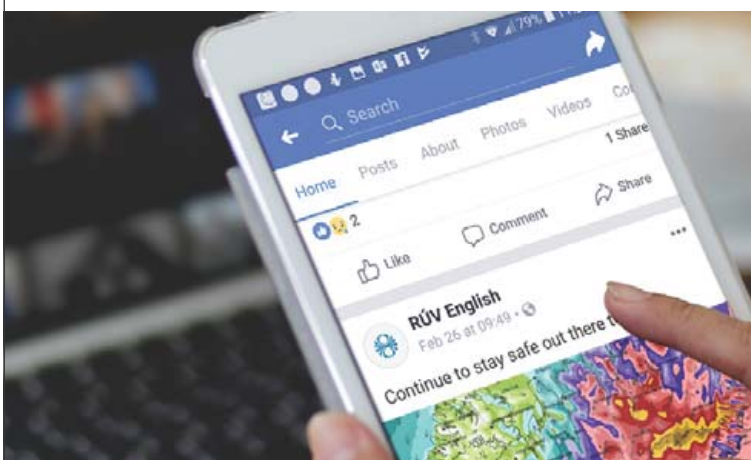 79%
Search
Home Posts About Photos Videos
1 Share
2
Like Comment Share
RÚV English
Feb 26 at 09:49
Continue to stay safe out there